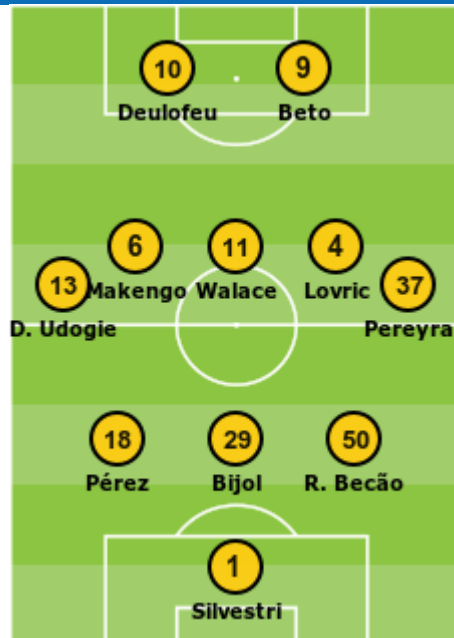 10 9
Deulofeu Beto
6 11 4
13 37
Makengo Walace Lovric
D. Udogie Pereyra
18 29 50
Pérez Bijol R. Becão
1
Silvestri